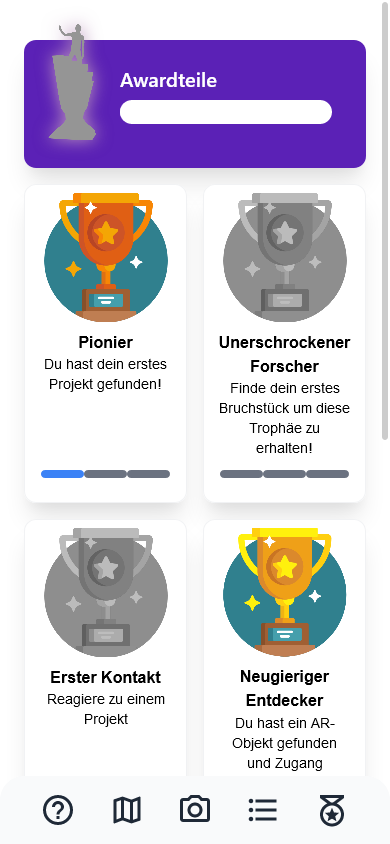 Awardteile
Pionier
Du hast dein erstes
Projekt gefunden!
Unerschrockener
Forscher
Finde dein erstes
Bruchstück um diese
Trophäe zu
erhalten!
Erster Kontakt
Reagiere zu einem
Projekt
Neugieriger
Entdecker
Du hast ein AR-
Objekt gefunden
und Zugang